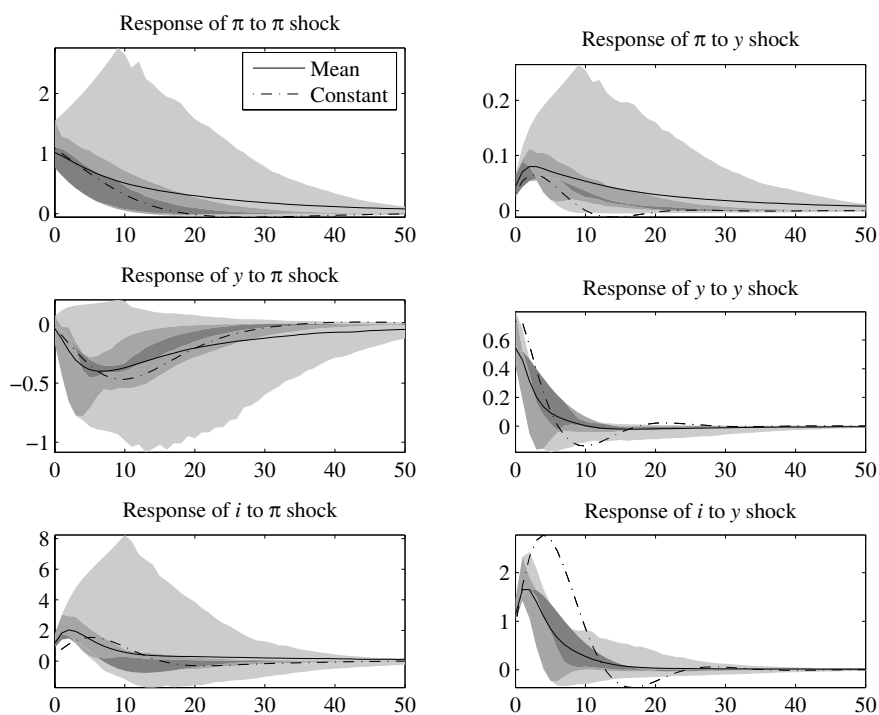 Response of π to π shock
Mean
Constant
2
1
0
0 10 20 30 40 50
Response of π to y shock
0.2
0.1
0
0 10 20 30 40 50
Response of y to π shock
0
−0.5
−1
0 10 20 30 40 50
Response of y to y shock
0.6
0.4
0.2
0
0 10 20 30 40 50
Response of i to π shock
8
6
4
2
0
0 10 20 30 40 50
Response of i to y shock
2
1
0
0 10 20 30 40 50